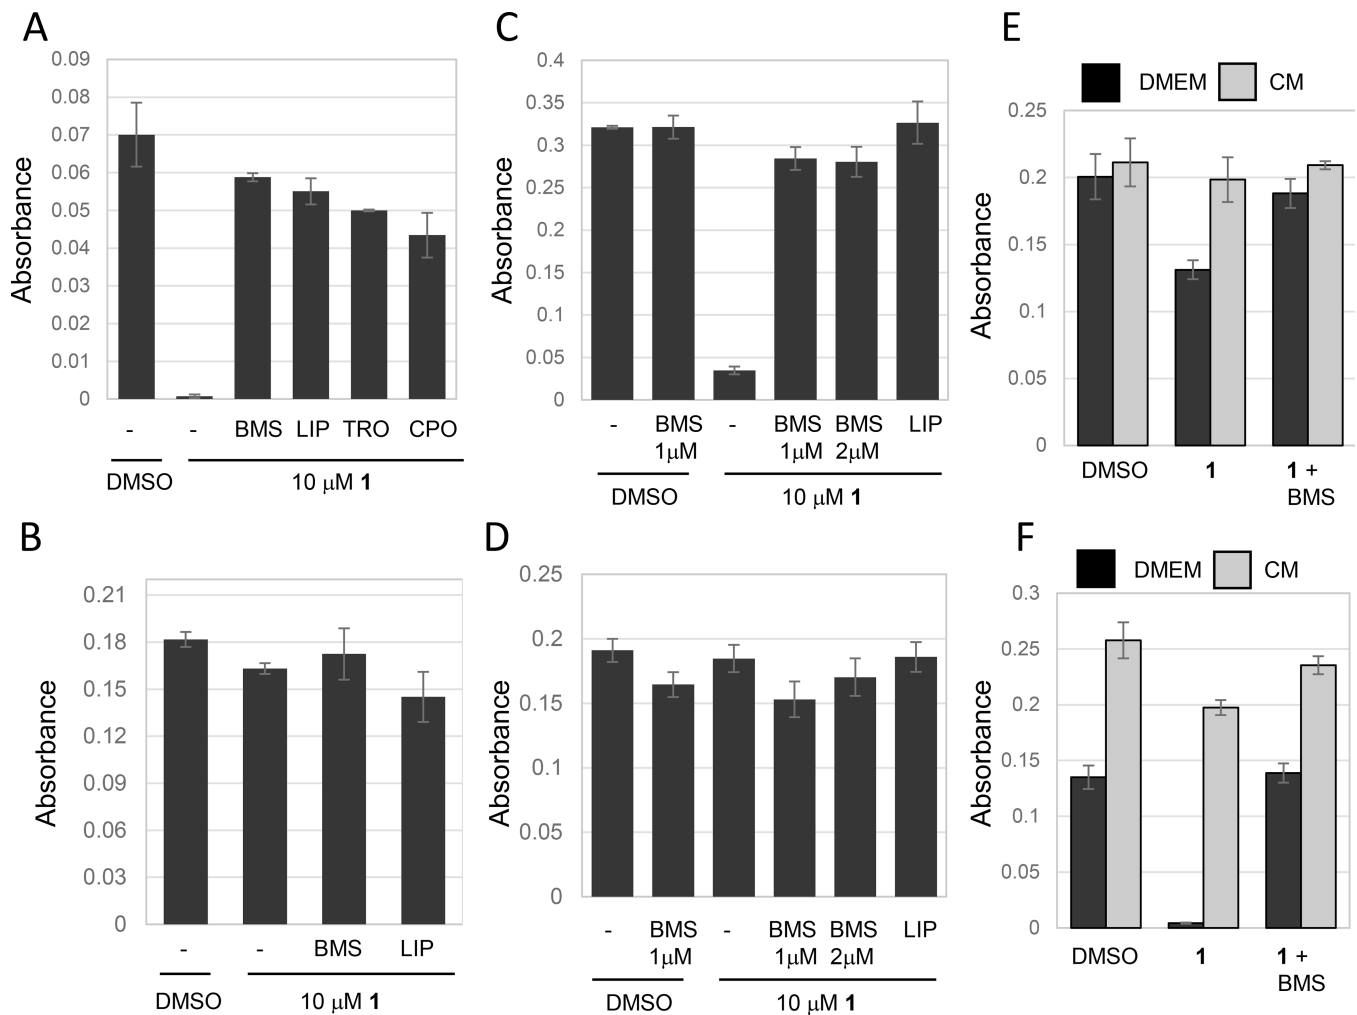 A
0.09
0.08
0.07
0.06
0.05
0.04
0.03
0.02
0.01
0
Absorbance
- - BMS LIP TRO CPO
DMSO 10 μM 1
B
0.21
0.18
0.15
0.12
0.09
0.06
0.03
0
Absorbance
- - BMS LIP
DMSO 10 μM 1
C
0.4
0.35
0.3
0.25
0.2
0.15
0.1
0.05
0
Absorbance
- BMS - BMS BMS LIP
1μM 1μM 2μM
DMSO 10 μM 1
D
0.25
0.2
0.15
0.1
0.05
0
Absorbance
- BMS - BMS BMS LIP
1μM 1μM 2μM
DMSO 10 μM 1
E
DMEM CM
0.25
0.2
0.15
0.1
0.05
0
Absorbance
DMSO 1 1 +
BMS
F
DMEM CM
0.3
0.25
0.2
0.15
0.1
0.05
0
Absorbance
DMSO 1 1 +
BMS